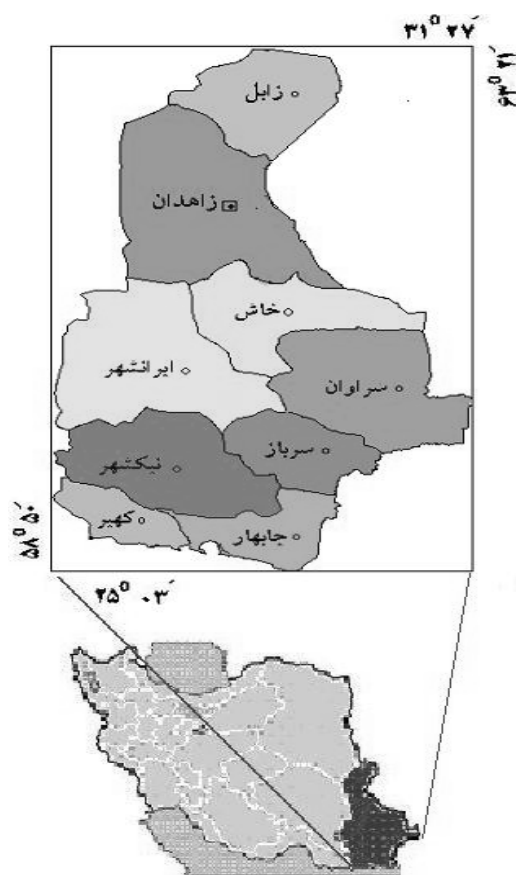 ۳۱° ۲۷´
۶۳° ۲۱´
زابل
زاهدان
خاش
ایرانشهر
سراوان
سرباز
نیکشهر
کهیر
چابهار
۵۸° ۵۰´
۲۵° ۰۳´